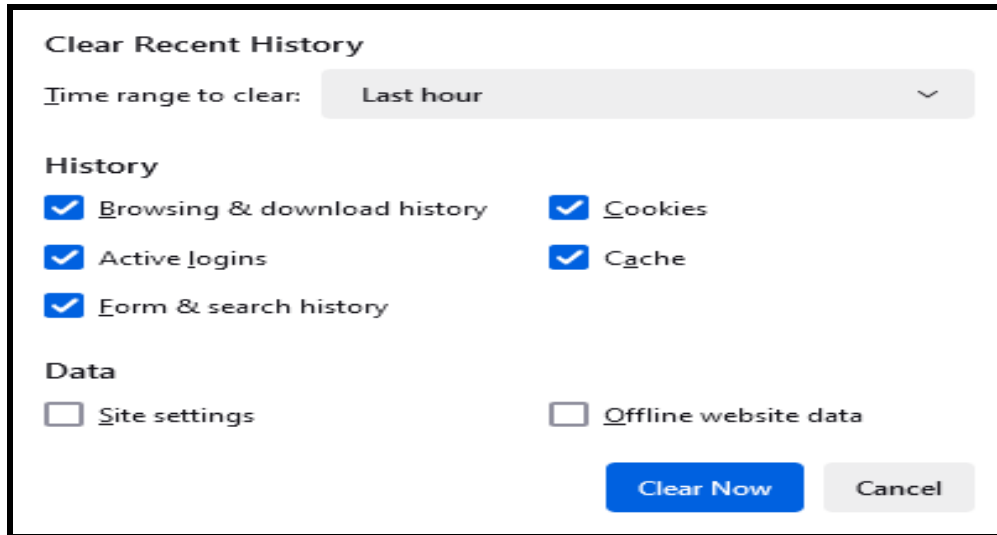 Clear Recent History
Time range to clear: Last hour
History
Browsing & download history Cookies
Active logins Cache
Form & search history
Data
Site settings Offline website data
Clear Now Cancel